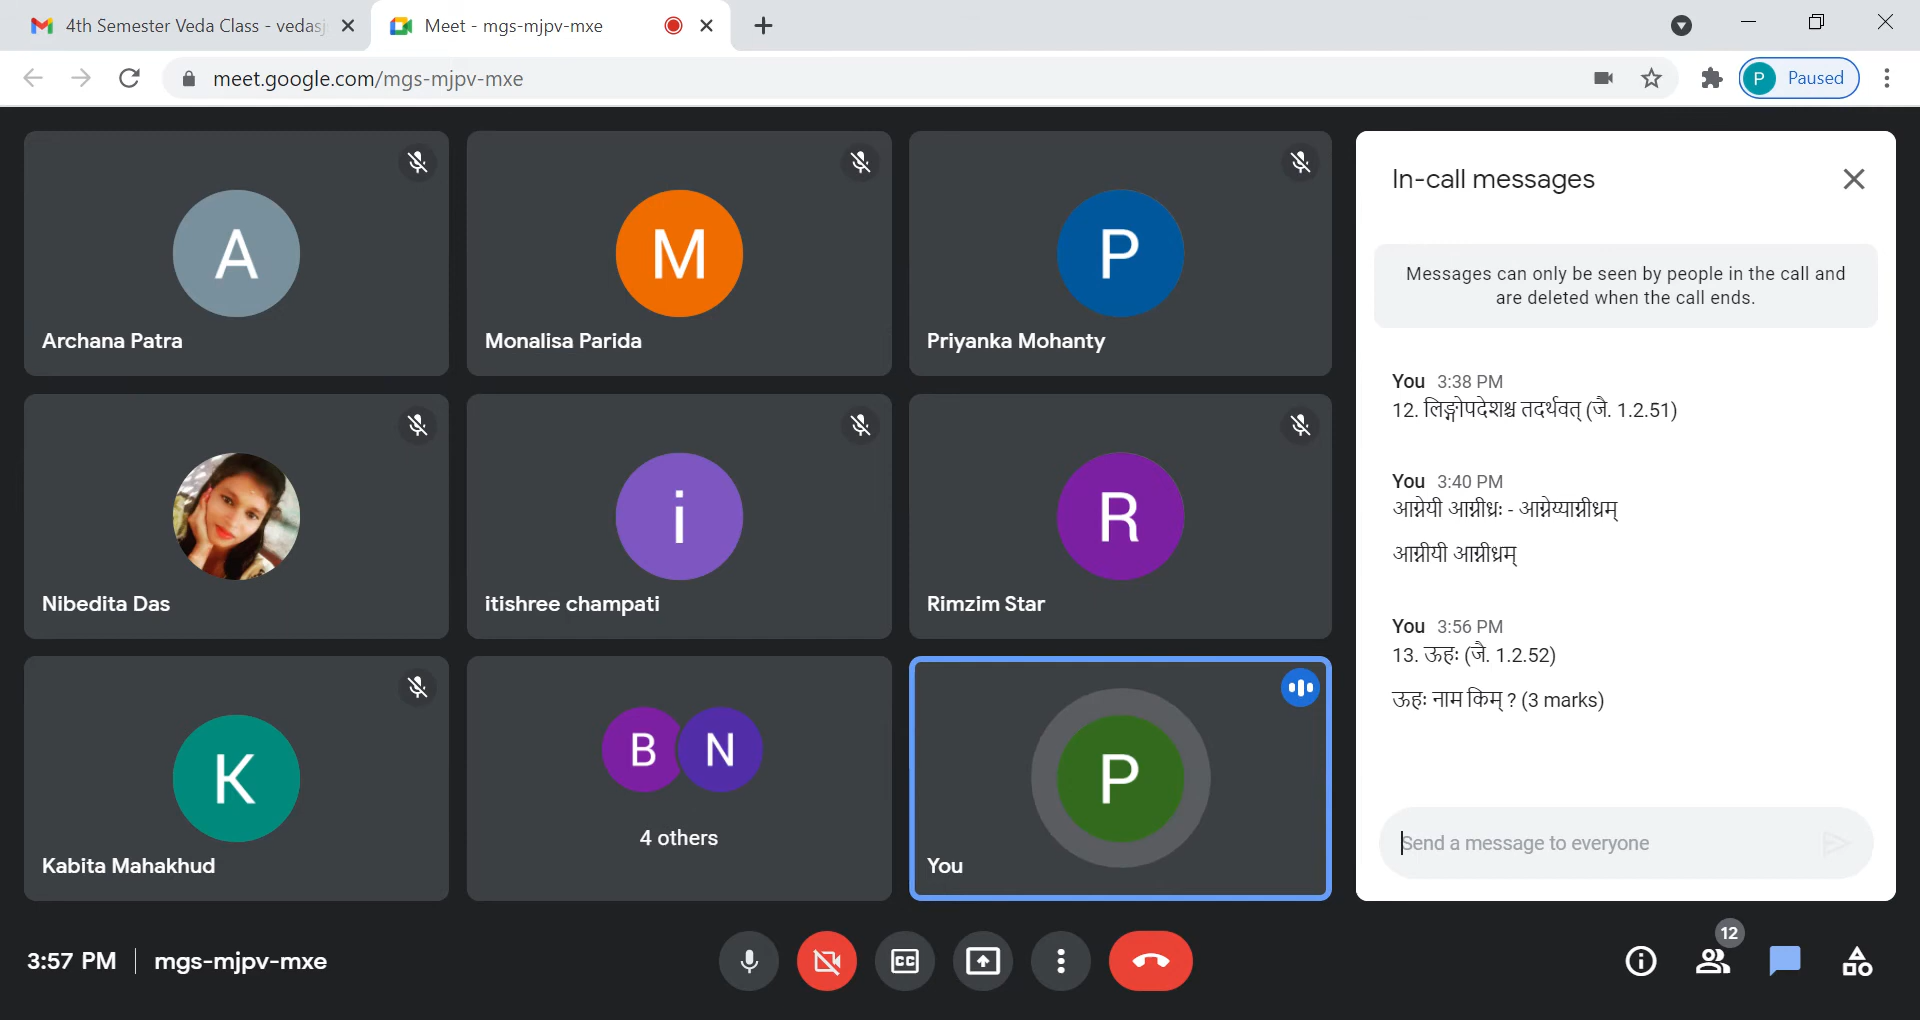 4th Semester Veda Class - vedasj
Meet - mgs-mjpv-mxe
meet.google.com/mgs-mjpv-mxe
P Paused
A
Archana Patra
M
Monalisa Parida
P
Priyanka Mohanty
Nibedita Das
i
itishree champati
R
Rimzim Star
K
Kabita Mahakhud
B N
4 others
P
You
In-call messages
Messages can only be seen by people in the call and
are deleted when the call ends.
You 3:38 PM
12. लिङ्गोपदेशश्च तदर्थवत् (जै. 1.2.51)
You 3:40 PM
आग्नेयी आग्नीध्रः - आग्नेय्याग्नीध्रम्
आग्नीयी आग्नीध्रम्
You 3:56 PM
13. ऊहः (जै. 1.2.52)
ऊहः नाम किम् ? (3 marks)
Send a message to everyone
3:57 PM | mgs-mjpv-mxe
CC
12